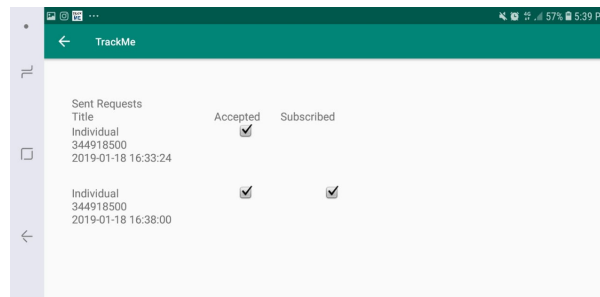 57% 5:39 P
TrackMe
Sent Requests
Title Accepted Subscribed
Individual
344918500
2019-01-18 16:33:24
Individual
344918500
2019-01-18 16:38:00